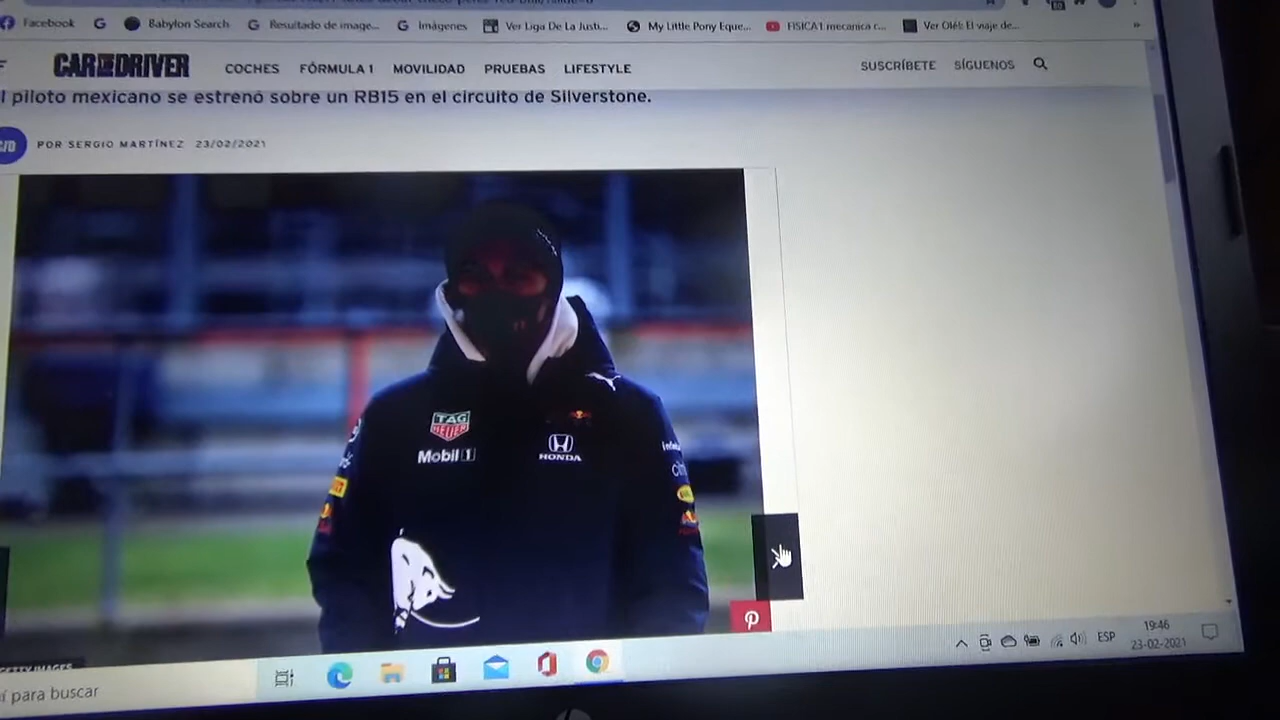 Facebook
Babylon Search
Resultado de image...
Imágenes
Ver Liga De La Justi...
My Little Pony Eque...
FISICA1 mecanica c...
Ver Olé!: El viaje de...
CAR AND DRIVER
COCHES
FÓRMULA 1
MOVILIDAD
PRUEBAS
LIFESTYLE
SUSCRÍBETE
SÍGUENOS
l piloto mexicano se estrenó sobre un RB15 en el circuito de Silverstone.
C/D
POR SERGIO MARTÍNEZ 23/02/2021
TAG
HEUER
Mobil 1
HONDA
GETTY IMAGES
ESP
19:46
23-02-2021
í para buscar